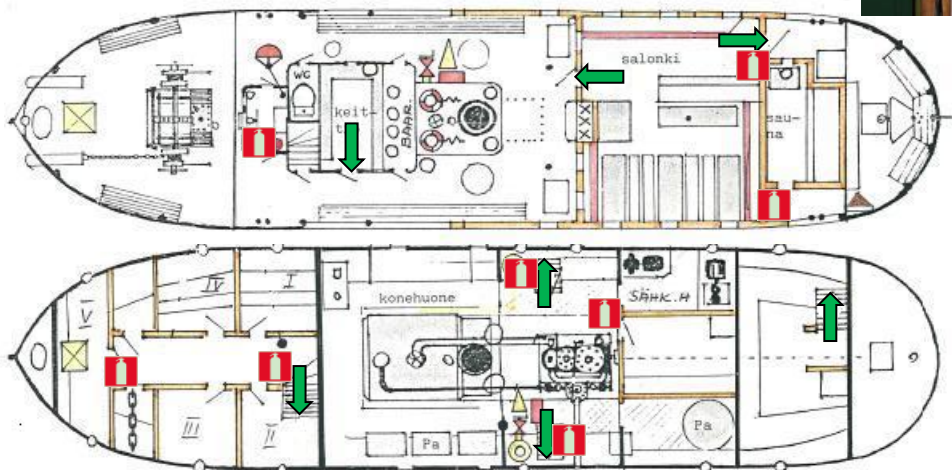 WC
keit-
t
BAAR.
salonki
sau-
na
V
IV
I
konehuone
SÄHK.H
III
II
Pa
Pa